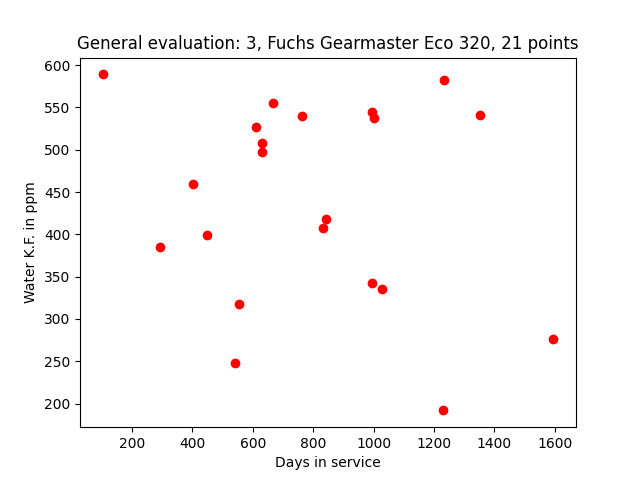 General evaluation: 3, Fuchs Gearmaster Eco 320, 21 points
600
550
500
450
400
350
300
250
200
Water K.F. in ppm
200 400 600 800 1000 1200 1400 1600
Days in service